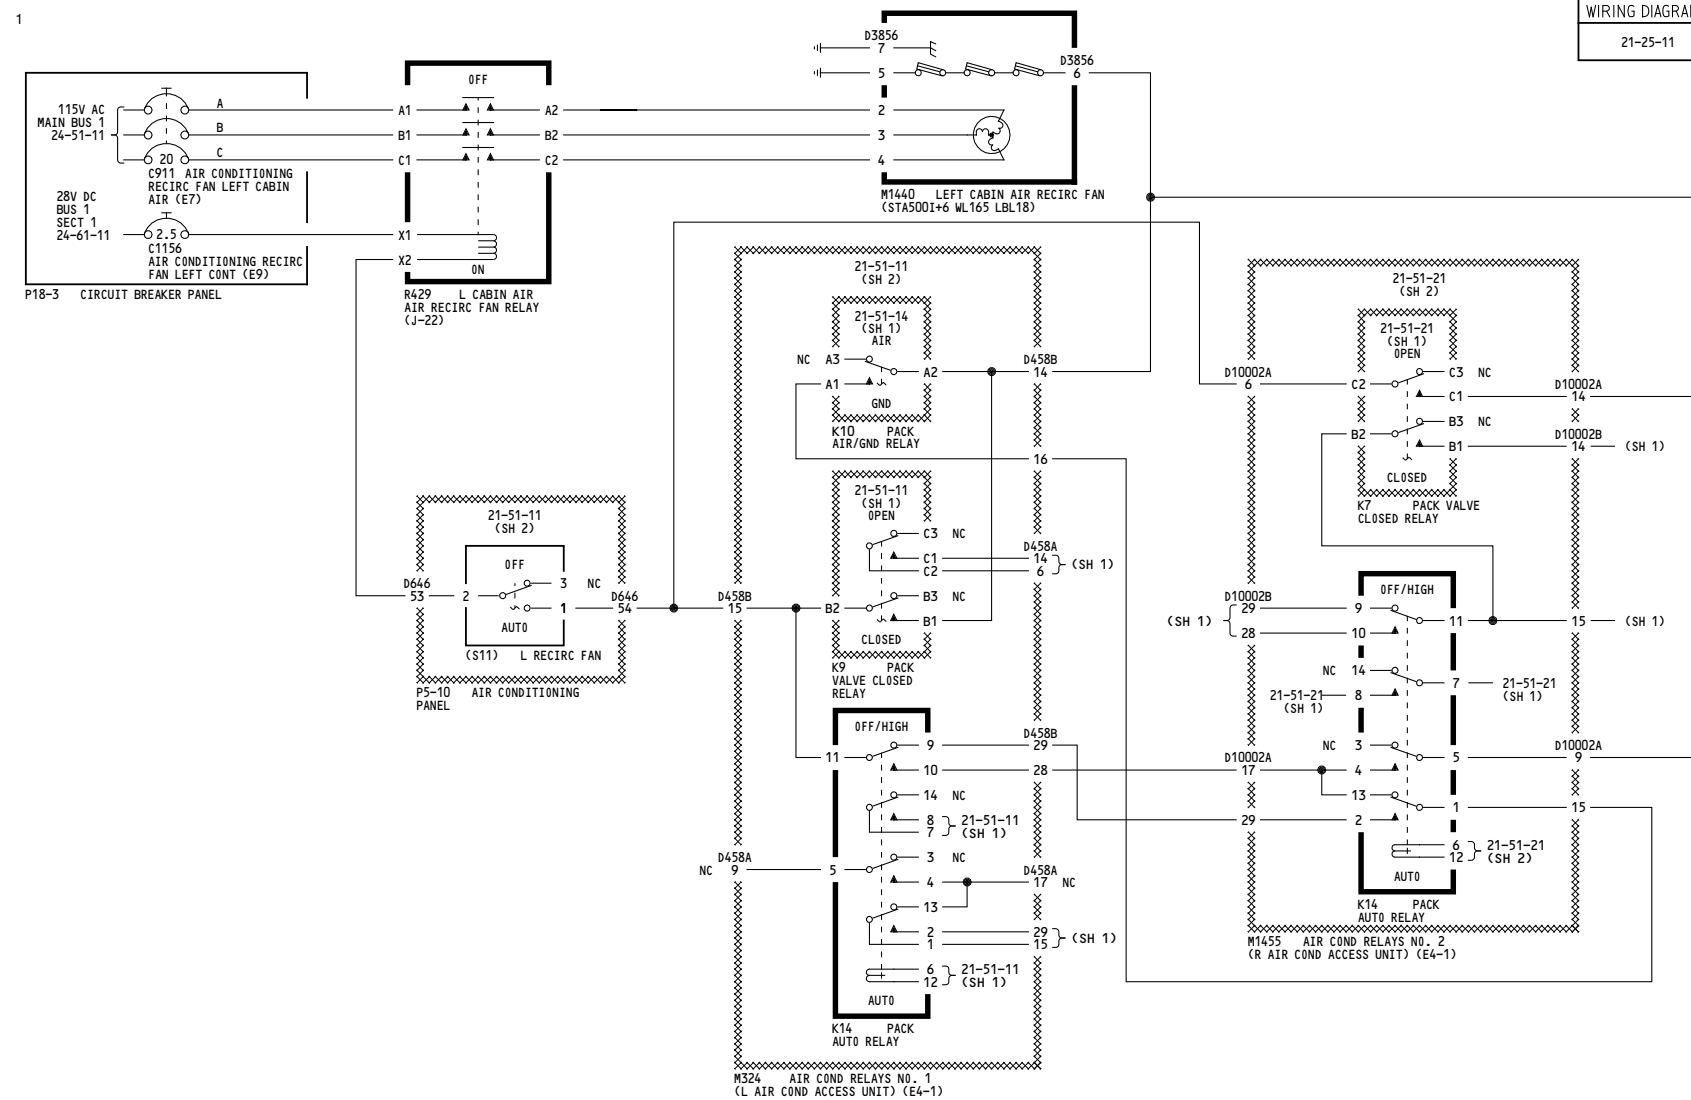 1
WIRING DIAGRA
21-25-11
115V AC
MAIN BUS 1
24-51-11
A
B
C
20
C911 AIR CONDITIONING
RECIRC FAN LEFT CABIN
AIR (E7)
28V DC
BUS 1
SECT 1
24-61-11
2.5
C1156
AIR CONDITIONING RECIRC
FAN LEFT CONT (E9)
P18-3 CIRCUIT BREAKER PANEL
OFF
A1 A2
B1 B2
C1 C2
X1
X2
ON
R429 L CABIN AIR
AIR RECIRC FAN RELAY
(J-22)
D3856
7
5
D3856
6
2
3
4
M1440 LEFT CABIN AIR RECIRC FAN
(STA500I+6 WL165 LBL18)
21-51-11
(SH 2)
21-51-14
(SH 1)
AIR
NC A3
A2
A1
GND
K10 PACK
AIR/GND RELAY
D458B
14
16
21-51-11
(SH 1)
OPEN
C3 NC
C1
C2
D458A
14
6
(SH 1)
B3 NC
B2
B1
CLOSED
K9 PACK
VALVE CLOSED
RELAY
21-51-11
(SH 2)
OFF
3 NC
2
1
AUTO
(S11) L RECIRC FAN
D646
53
D646
54
P5-10 AIR CONDITIONING
PANEL
D458B
15
OFF/HIGH
9
11
10
D458B
29
28
14 NC
8
7
21-51-11
(SH 1)
3 NC
5
4
D458A
NC 9
D458A
17 NC
13
2
1
29
15
(SH 1)
6
12
21-51-11
(SH 1)
AUTO
K14 PACK
AUTO RELAY
M324 AIR COND RELAYS NO. 1
(L AIR COND ACCESS UNIT) (E4-1)
21-51-21
(SH 2)
21-51-21
(SH 1)
OPEN
C3 NC
C2
C1
D10002A
6
D10002A
14
B3 NC
B2
B1
D10002B
14
(SH 1)
CLOSED
K7 PACK VALVE
CLOSED RELAY
OFF/HIGH
D10002B
29
28
(SH 1)
9
10
11
15 (SH 1)
NC 14
7
21-51-21
(SH 1)
21-51-21
(SH 1)
8
NC 3
5
D10002A
9
D10002A
17
4
13
1
15
29
2
6
12
21-51-21
(SH 2)
AUTO
K14 PACK
AUTO RELAY
M1455 AIR COND RELAYS NO. 2
(R AIR COND ACCESS UNIT) (E4-1)